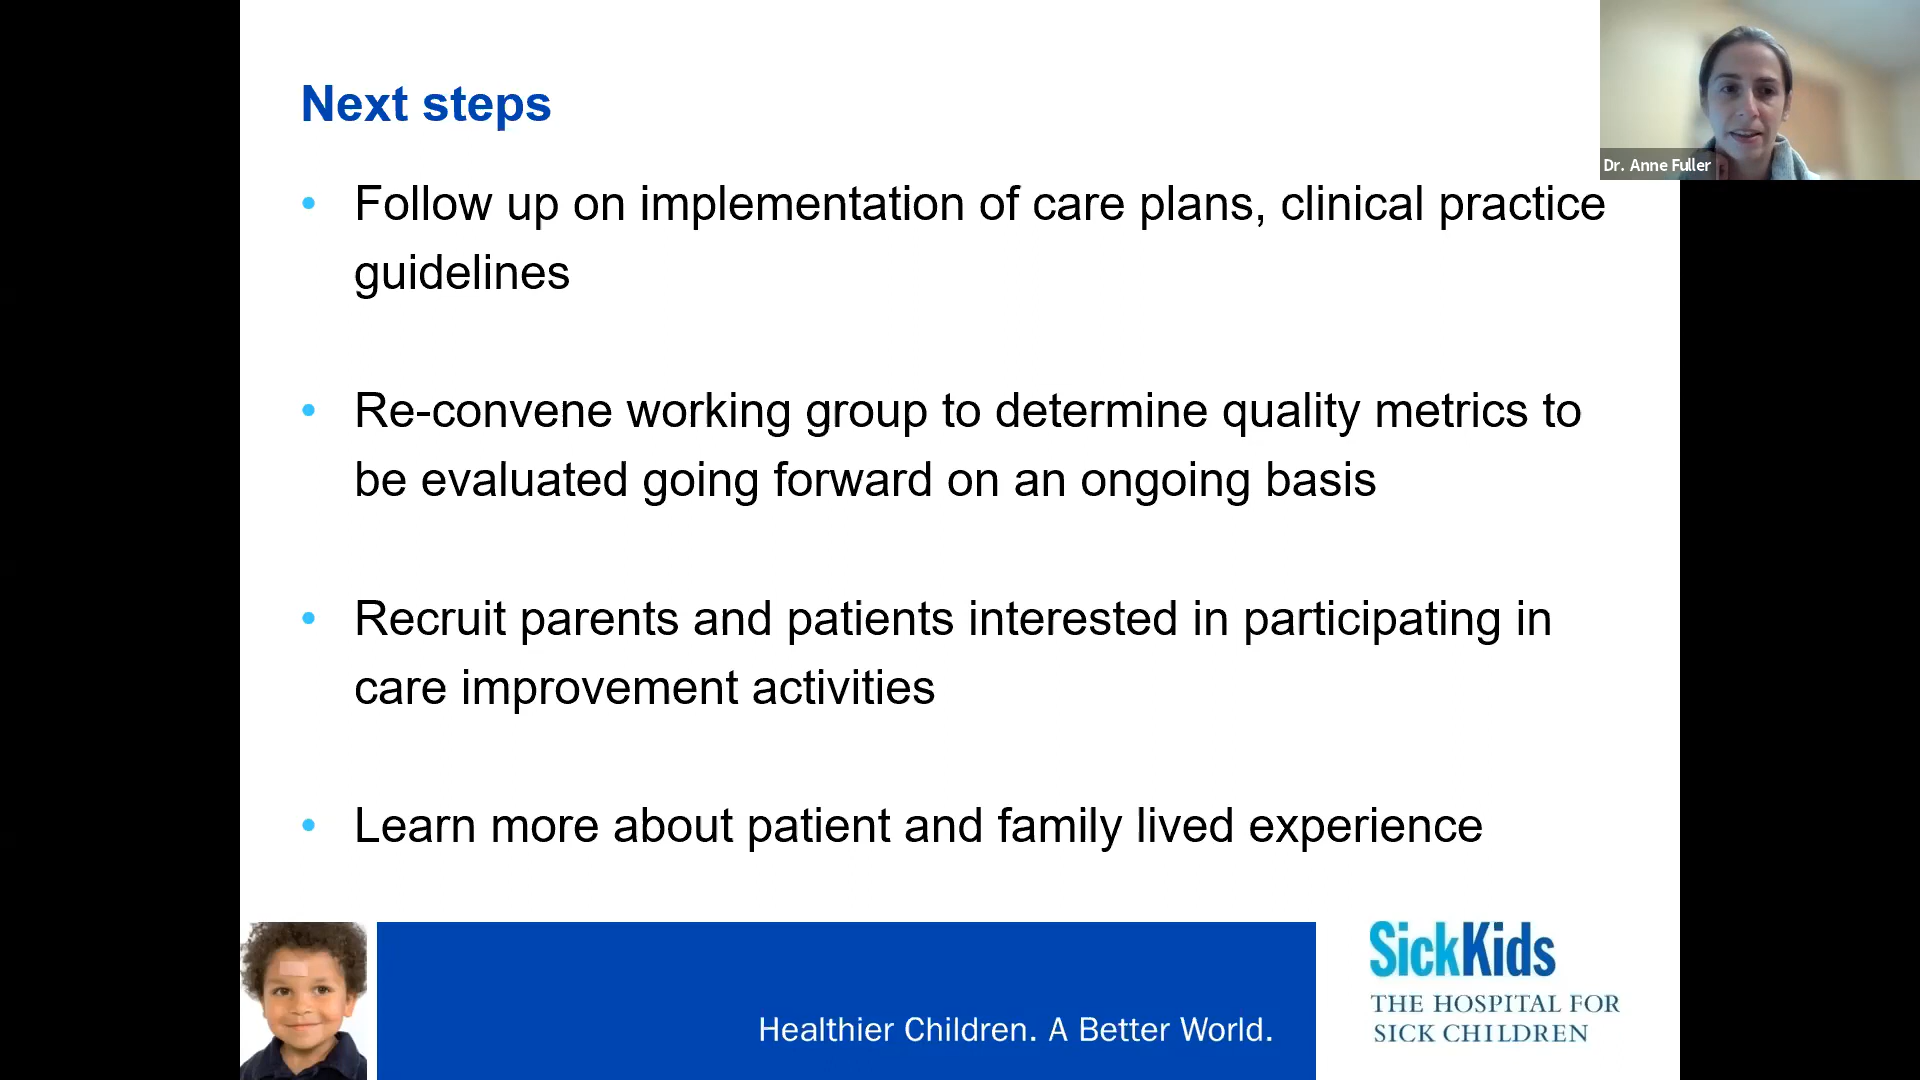 Next steps
Dr. Anne Fuller
• Follow up on implementation of care plans, clinical practice
guidelines
• Re-convene working group to determine quality metrics to
be evaluated going forward on an ongoing basis
• Recruit parents and patients interested in participating in
care improvement activities
• Learn more about patient and family lived experience
Healthier Children. A Better World.
SickKids
THE HOSPITAL FOR
SICK CHILDREN